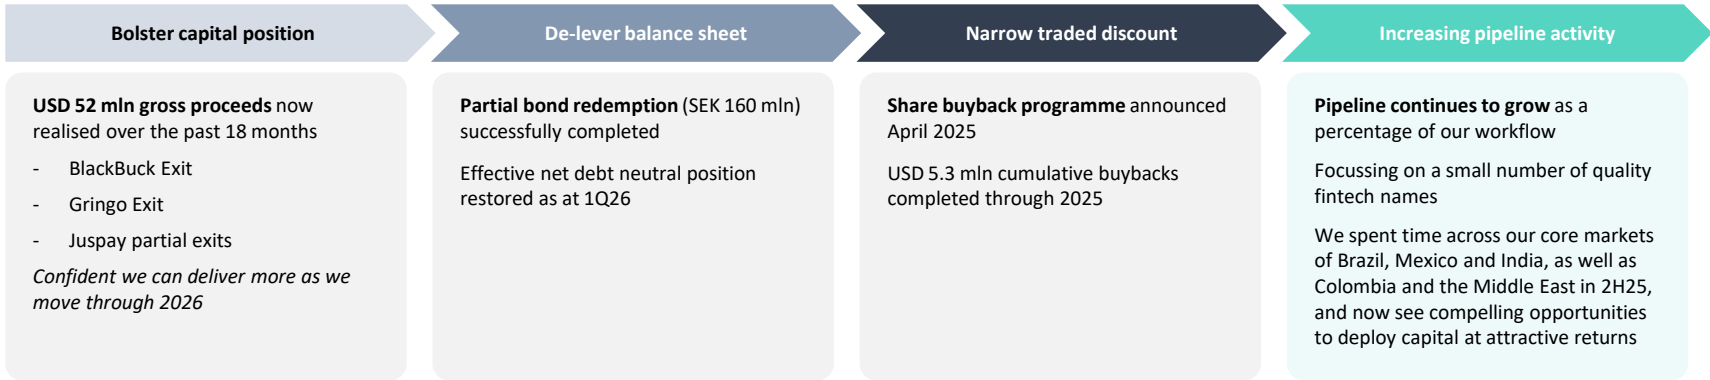 Bolster capital position
USD 52 mln gross proceeds now
realised over the past 18 months
- BlackBuck Exit
- Gringo Exit
- Juspay partial exits
Confident we can deliver more as we
move through 2026
De-lever balance sheet
Partial bond redemption (SEK 160 mln)
successfully completed
Effective net debt neutral position
restored as at 1Q26
Narrow traded discount
Share buyback programme announced
April 2025
USD 5.3 mln cumulative buybacks
completed through 2025
Increasing pipeline activity
Pipeline continues to grow as a
percentage of our workflow
Focussing on a small number of quality
fintech names
We spent time across our core markets
of Brazil, Mexico and India, as well as
Colombia and the Middle East in 2H25,
and now see compelling opportunities
to deploy capital at attractive returns